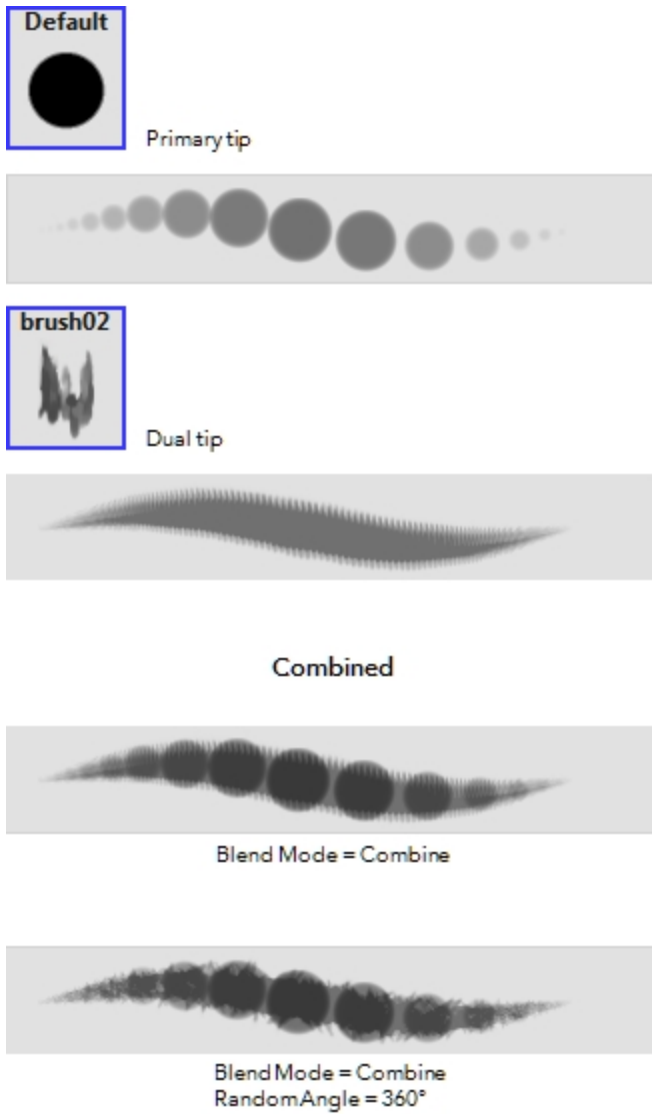 Default
Primary tip
brush02
Dual tip
Combined
Blend Mode = Combine
Blend Mode = Combine
Random Angle = 360°